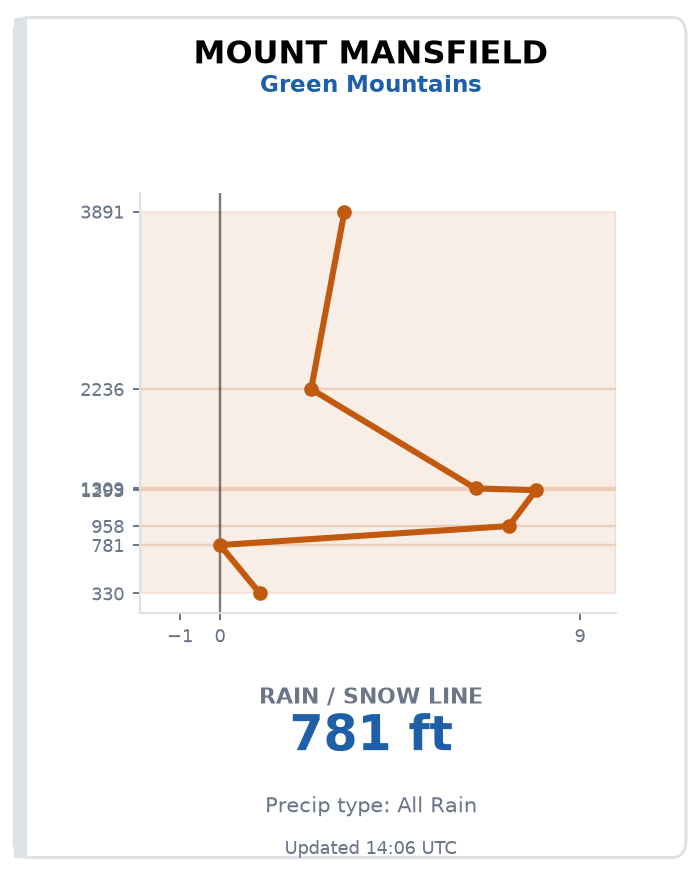 MOUNT MANSFIELD
Green Mountains
3891
2236
958
781
330
−1 0 9
RAIN / SNOW LINE
781 ft
Precip type: All Rain
Updated 14:06 UTC